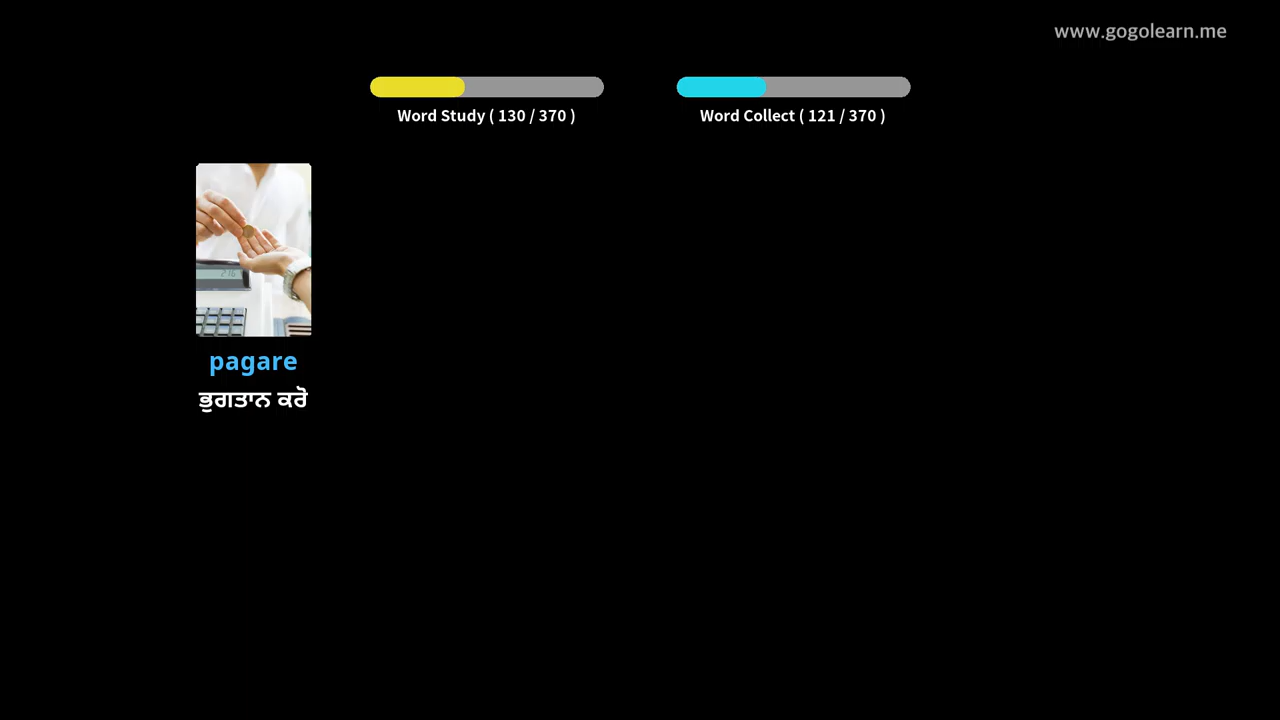 www.gogolearn.me
Word Study ( 130 / 370 )
Word Collect ( 121 / 370 )
pagare
ਭੁਗਤਾਨ ਕਰੋ